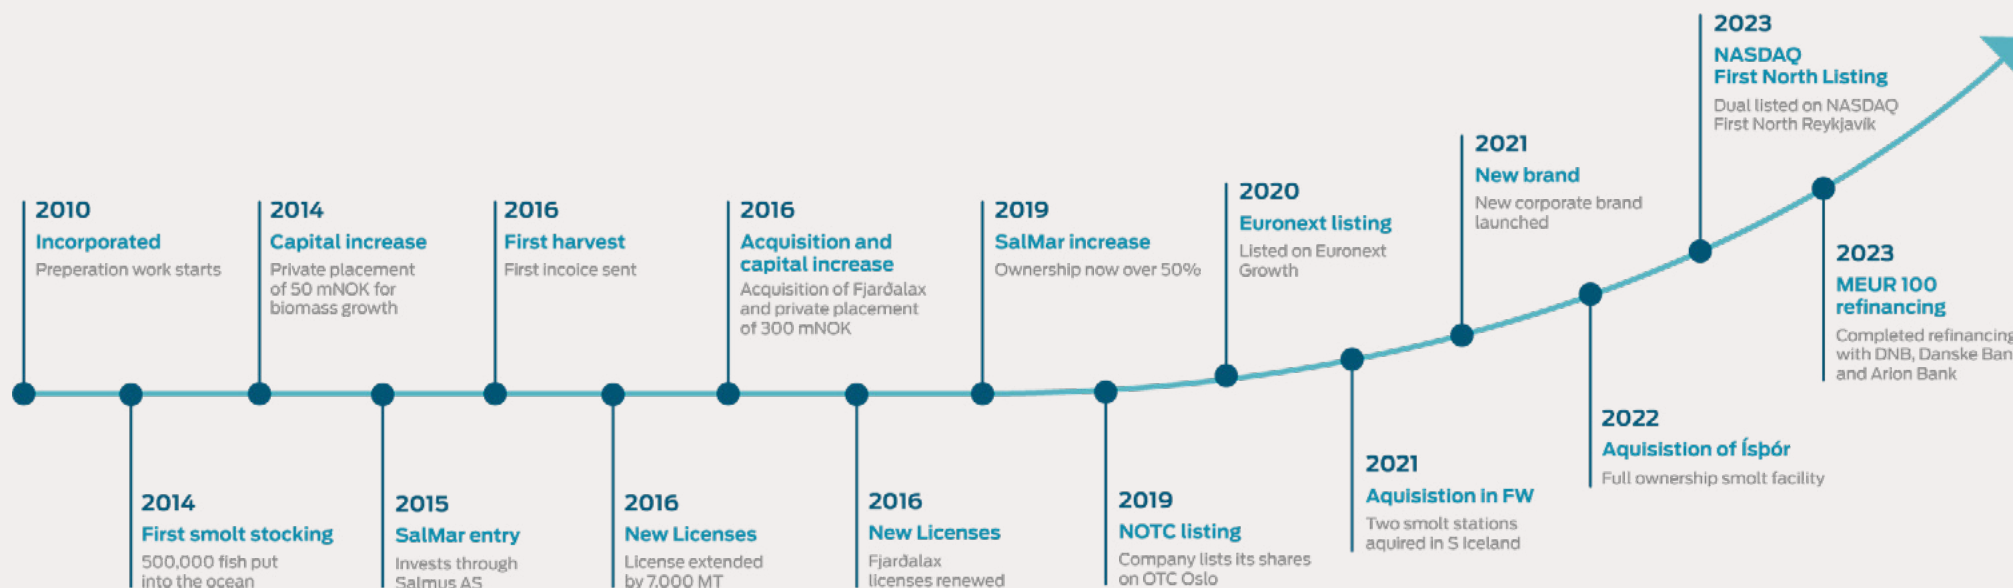 2010
Incorporated
Preperation work starts
2014
First smolt stocking
500.000 fish put
into the ocean
2014
Capital increase
Private placement
of 50 mNOK for
biomass growth
2015
SalMar entry
Invests through
Salmus AS
2016
First harvest
First incoice sent
2016
New Licenses
License extended
by 7.000 MT
2016
Acquisition and
capital increase
Acquisition of Fjarðalax
and private placement
of 300 mNOK
2016
New Licenses
Fjarðalax
licenses renewed
2019
SalMar increase
Ownership now over 50%
2019
NOTC listing
Company lists its shares
on OTC Oslo
2020
Euronext listing
Listed on Euronext
Growth
2021
Aquisistion in FW
Two smolt stations
aquired in S Iceland
2021
New brand
New corporate brand
launched
2022
Aquisistion of Ísþór
Full ownership smolt facility
2023
NASDAQ
First North Listing
Dual listed on NASDAQ
First North Reykjavík
2023
MEUR 100
refinancing
Completed refinancing
with DNB, Danske Ban
and Arion Bank